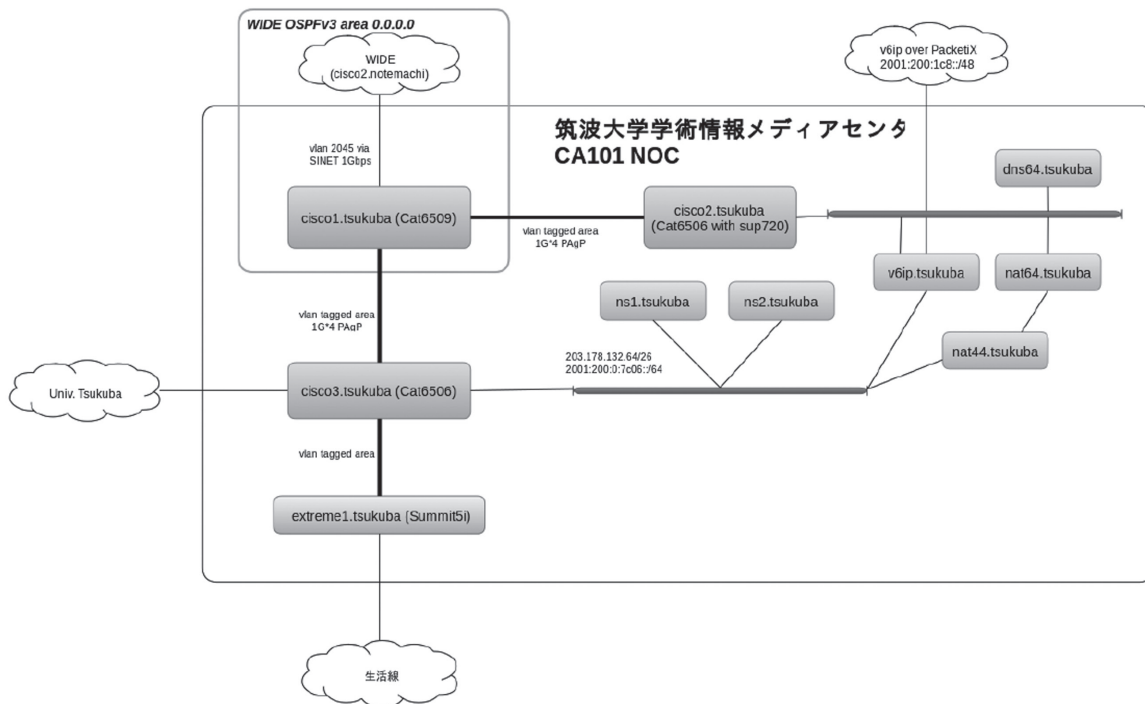 WIDE OSPFv3 area 0.0.0.0
WIDE
(cisco2.notemachi)
v6ip over PacketiX
2001:200:1c8::/48
筑波大学学術情報メディアセンタ
CA101 NOC
vlan 2045 via
SINET 1Gbps
dns64.tsukuba
cisco1.tsukuba (Cat6509)
cisco2.tsukuba
(Cat6506 with sup720)
vlan tagged area
1G*4 PAgP
v6ip.tsukuba
nat64.tsukuba
ns1.tsukuba
ns2.tsukuba
vlan tagged area
1G*4 PAgP
nat44.tsukuba
203.178.132.64/26
2001:200:0:7c06::/64
Univ. Tsukuba
cisco3.tsukuba (Cat6506)
vlan tagged area
extreme1.tsukuba (Summit5i)
生活線